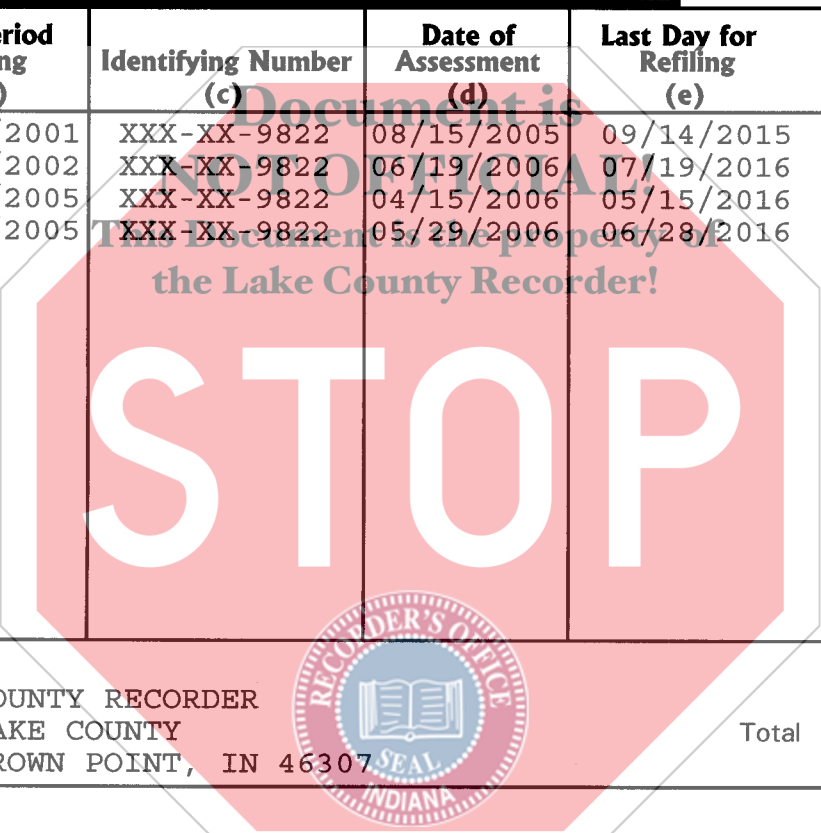 eriod
ng
)
Identifying Number
(c)
Date of
Assessment
(d)
Last Day for
Refiling
(e)
/2001 XXX-XX-9822 08/15/2005 09/14/2015
/2002 XXX-XX-9822 06/19/2006 07/19/2016
/2005 XXX-XX-9822 04/15/2006 05/15/2016
/2005 XXX-XX-9822 05/29/2006 06/28/2016
Document is
NOT OFFICIAL!
This Document is the property of
the Lake County Recorder!
STOP
OUNTY RECORDER
AKE COUNTY
ROWN POINT, IN 46307
Total
RECORDER'S OFFICE
SEAL
INDIANA